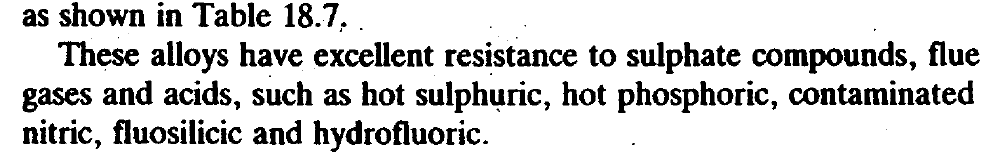 as shown in Table 18.7.
These alloys have excellent resistance to sulphate compounds, flue
gases and acids, such as hot sulphuric, hot phosphoric, contaminated
nitric, fluosilicic and hydrofluoric.